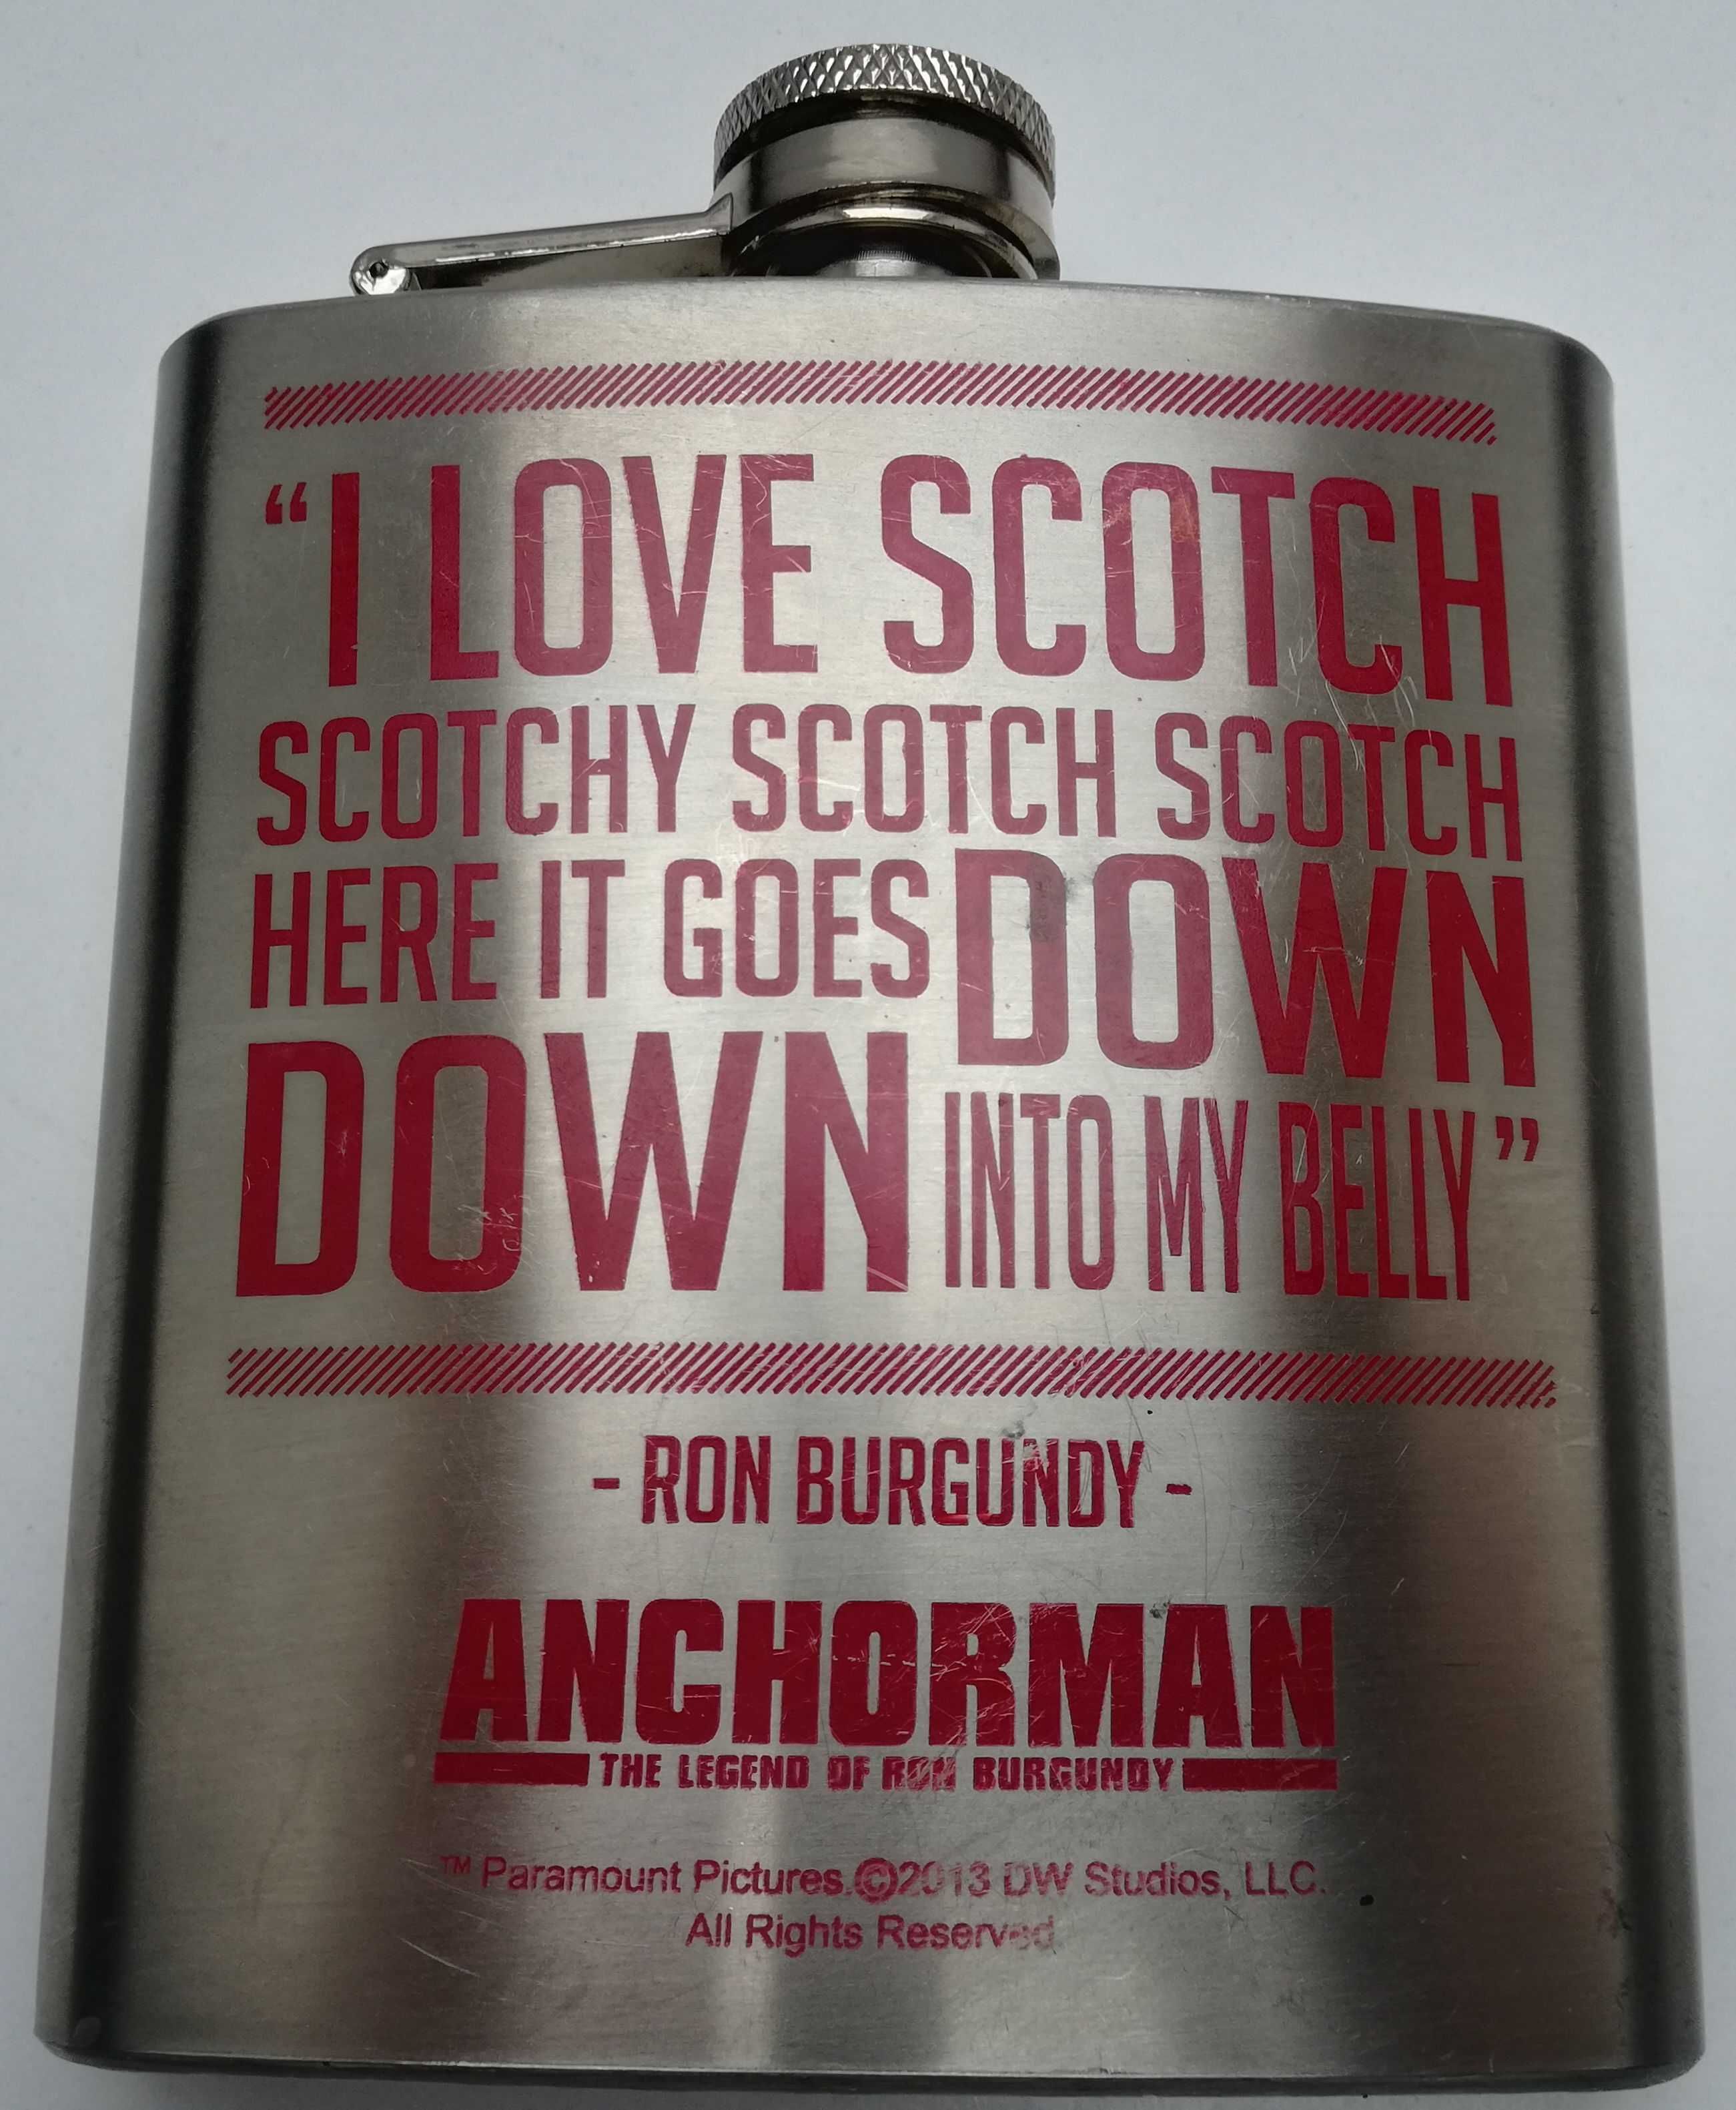 “I LOVE SCOTCH
SCOTCHY SCOTCH SCOTCH
HERE IT GOES DOWN
DOWN INTO MY BELLY”
- RON BURGUNDY -
ANCHORMAN
THE LEGEND OF RON BURGUNDY
™ Paramount Pictures.©2013 DW Studios, LLC.
All Rights Reserved